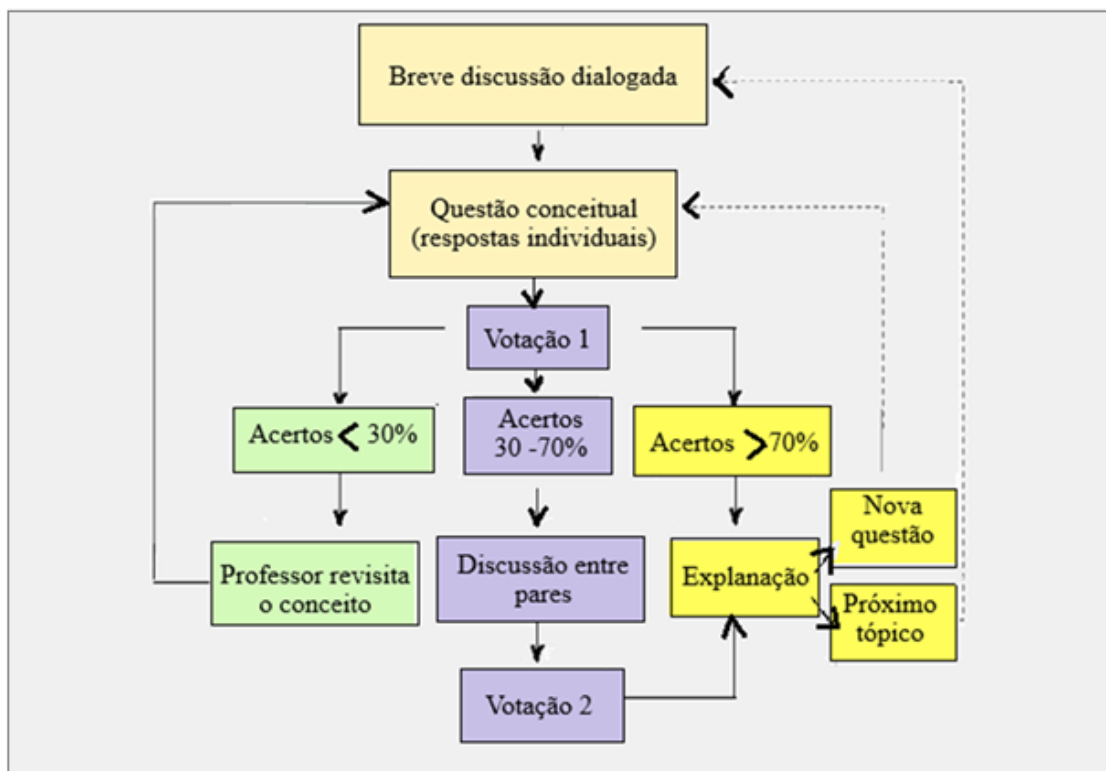 Breve discussão dialogada
Questão conceitual
(respostas individuais)
Votação 1
Acertos < 30%
Acertos
30 -70%
Acertos >70%
Professor revisita
o conceito
Discussão entre
pares
Explanação
Nova
questão
Próximo
tópico
Votação 2